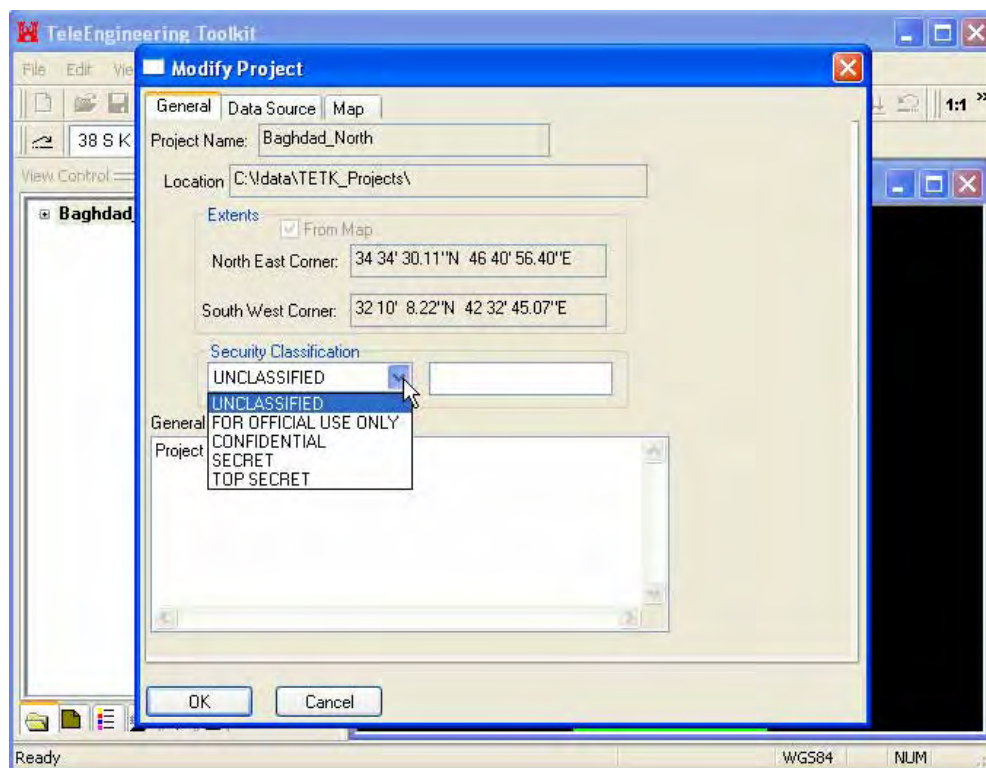 TeleEngineering Toolkit
File Edit Vie
Modify Project
1:1 »
38 S K
View Control
Baghdad_
General Data Source Map
Project Name: Baghdad_North
Location C:\Idata\TETK_Projects\
Extents
From Map
North East Corner: 34 34' 30.11"N 46 40' 56.40"E
South West Corner: 32 10' 8.22"N 42 32' 45.07"E
Security Classification
UNCLASSIFIED
UNCLASSIFIED
FOR OFFICIAL USE ONLY
CONFIDENTIAL
SECRET
TOP SECRET
General
Project
OK Cancel
Ready WGS84 NUM